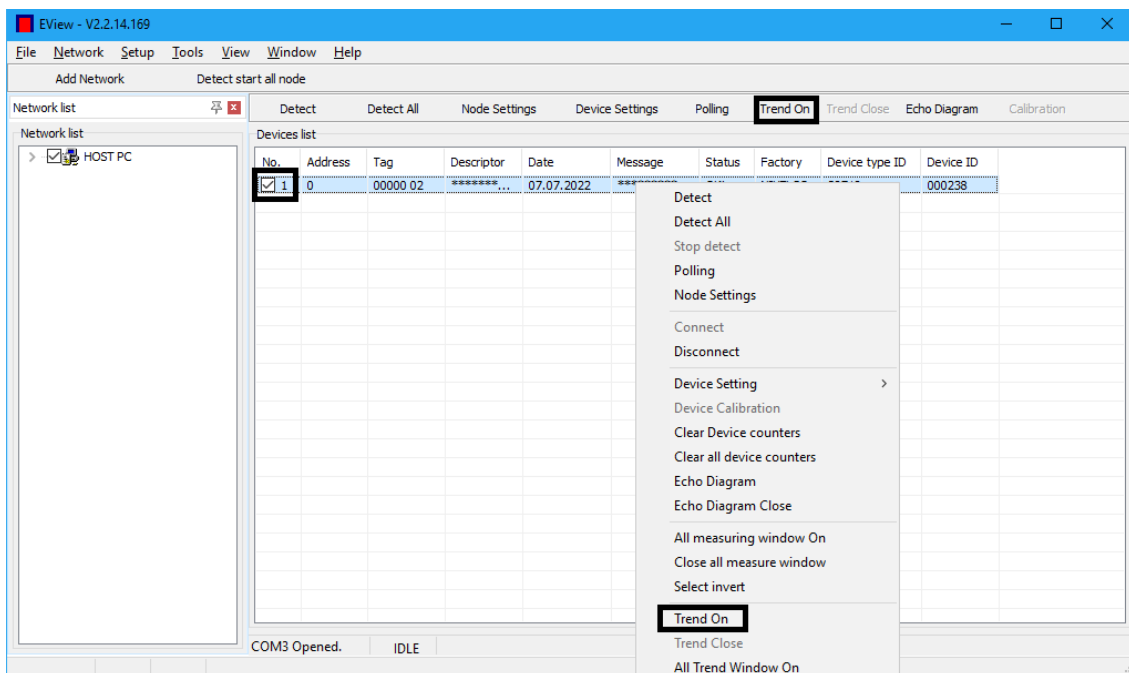 EView - V2.2.14.169
File Network Setup Tools View Window Help
Add Network Detect start all node
Network list
Detect Detect All Node Settings Device Settings Polling Trend On Trend Close Echo Diagram Calibration
Network list
HOST PC
Devices list
No. Address Tag Descriptor Date Message Status Factory Device type ID Device ID
1 0 00000 02 *******... 07.07.2022 000238
Detect
Detect All
Stop detect
Polling
Node Settings
Connect
Disconnect
Device Setting
Device Calibration
Clear Device counters
Clear all device counters
Echo Diagram
Echo Diagram Close
All measuring window On
Close all measure window
Select invert
Trend On
Trend Close
All Trend Window On
COM3 Opened. IDLE